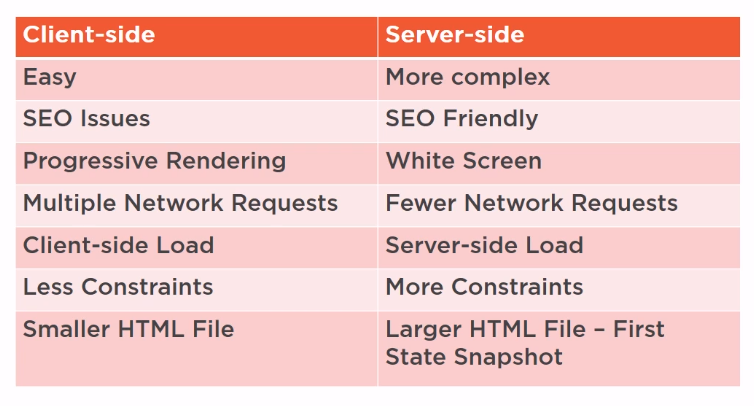 Client-side Server-side
Easy More complex
SEO Issues SEO Friendly
Progressive Rendering White Screen
Multiple Network Requests Fewer Network Requests
Client-side Load Server-side Load
Less Constraints More Constraints
Smaller HTML File Larger HTML File – First
State Snapshot